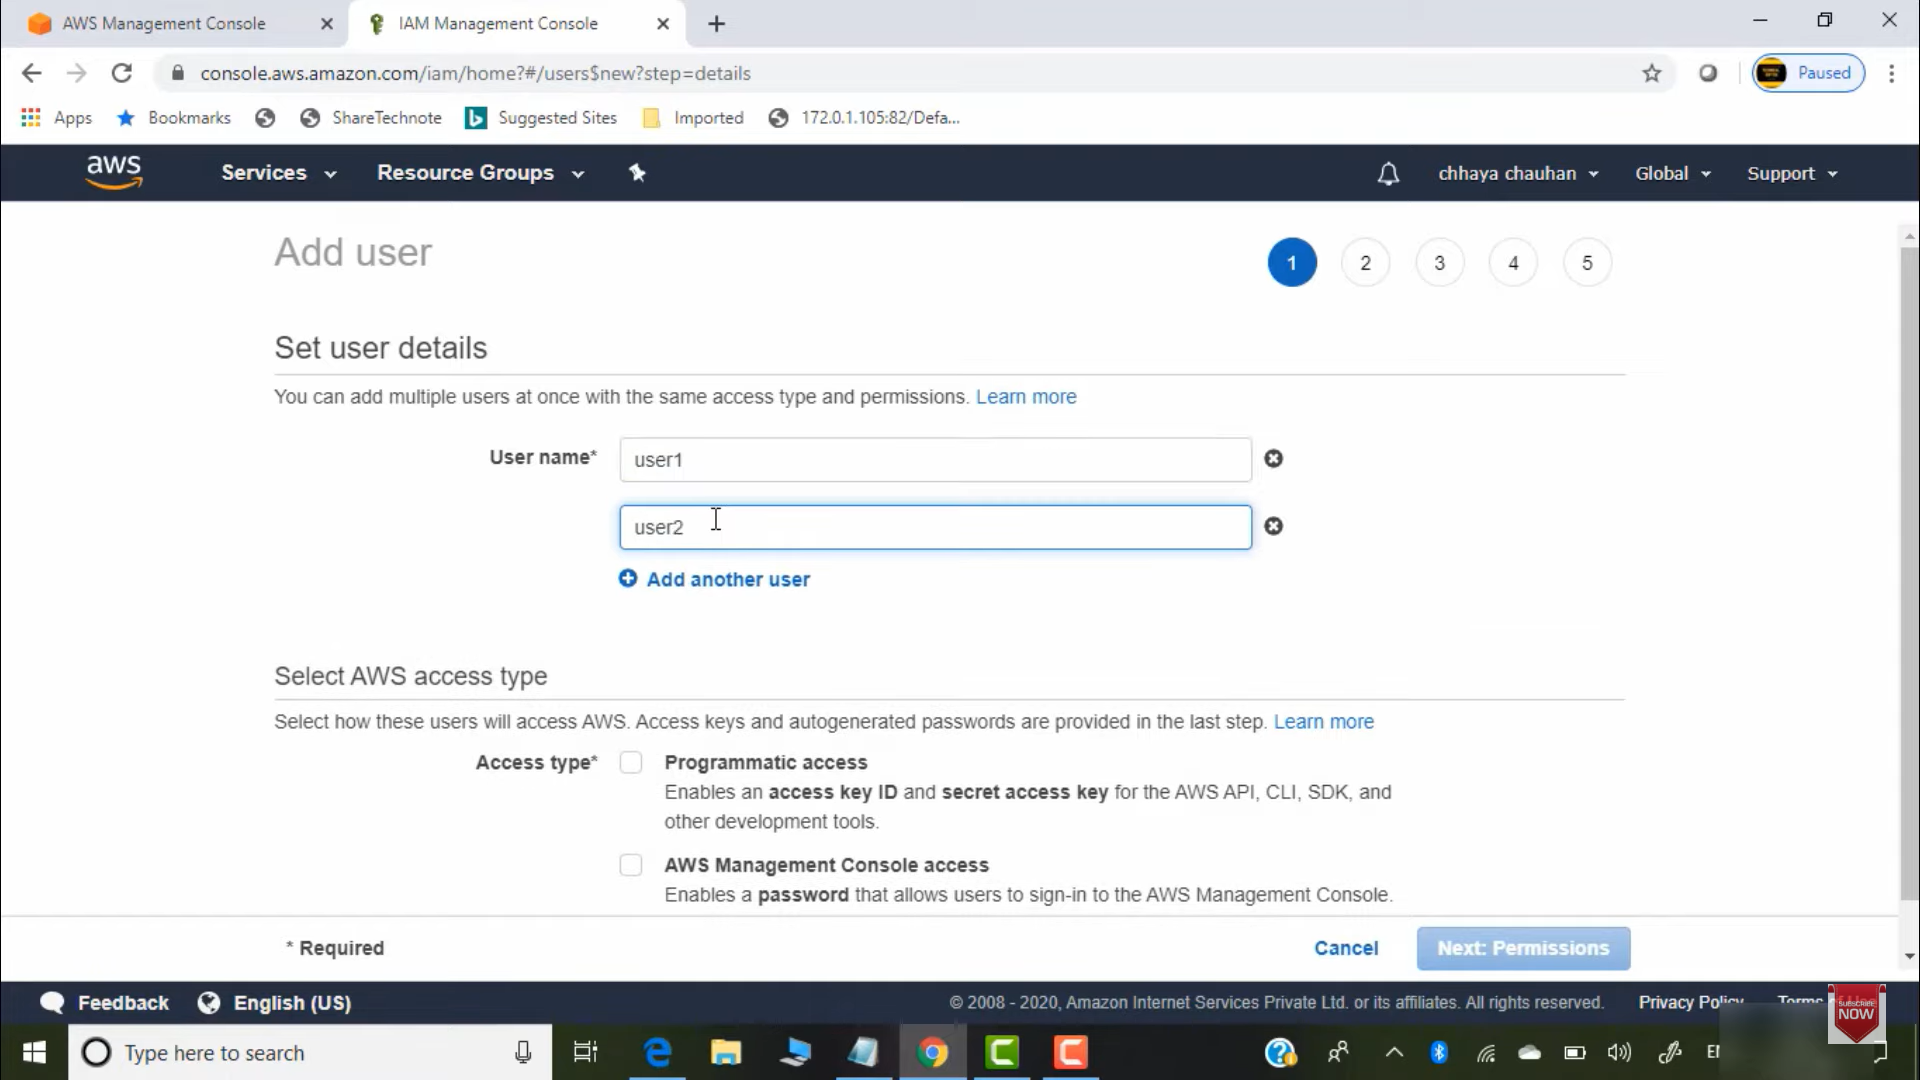 AWS Management Console
IAM Management Console
console.aws.amazon.com/iam/home?#/users$new?step=details
Paused
Apps
Bookmarks
ShareTechnote
Suggested Sites
Imported
172.0.1.105:82/Defa...
aws
Services
Resource Groups
chhaya chauhan
Global
Support
Add user
1
2
3
4
5
Set user details
You can add multiple users at once with the same access type and permissions. Learn more
User name*
user1
user2
Add another user
Select AWS access type
Select how these users will access AWS. Access keys and autogenerated passwords are provided in the last step. Learn more
Access type*
Programmatic access
Enables an access key ID and secret access key for the AWS API, CLI, SDK, and
other development tools.
AWS Management Console access
Enables a password that allows users to sign-in to the AWS Management Console.
* Required
Cancel
Next: Permissions
Feedback
English (US)
© 2008 - 2020, Amazon Internet Services Private Ltd. or its affiliates. All rights reserved.
Privacy Policy
Terms of Use
SUBSCRIBE
NOW
Type here to search